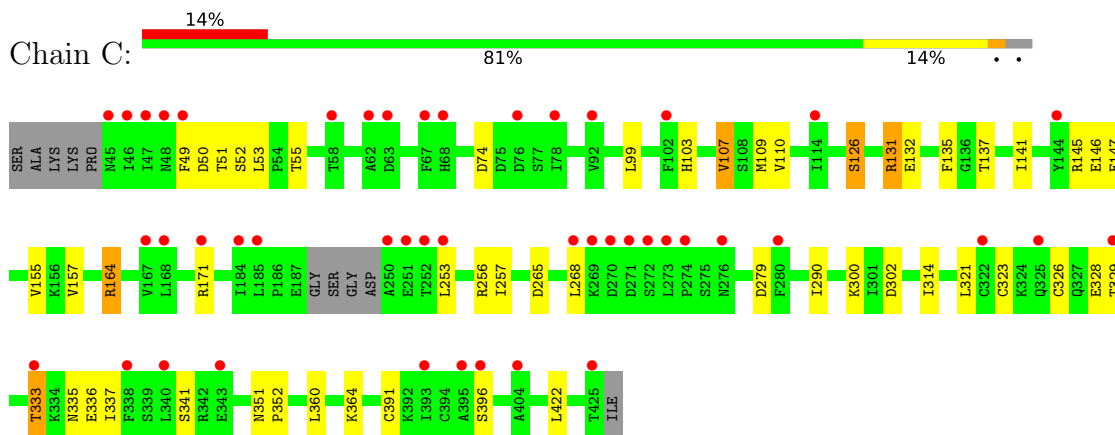 14%
Chain C:
81% 14% . .
SER ALA LYS LYS PRO N45 I46 I47 N48 F49 D50 T51 S52 L53 P54 T55 T58 A62 D63 F67 H68 D74 D75 D76 S77 I78 V92 L99 F102 H103 V107 S108 M109 V110 I114 S126 R131 E132 F135 G136 T137 I141 Y144 R145 E146
V155 K156 V157 R164 V167 L168 R171 I184 L185 P186 E187 GLY SER GLY ASP A250 E251 T252 L253 R256 I257 D265 L268 K269 D270 D271 S272 L273 P274 S275 N276 D279 F280 I290 K300 I301 D302 I314 L321 C322 C323 K324 Q325 C326 Q327 E328
T333 K334 N335 E336 I337 F338 S339 L340 S341 R342 E343 N351 P352 L360 K364 C391 K392 I393 C394 A395 S396 A404 L422 T425 ILE